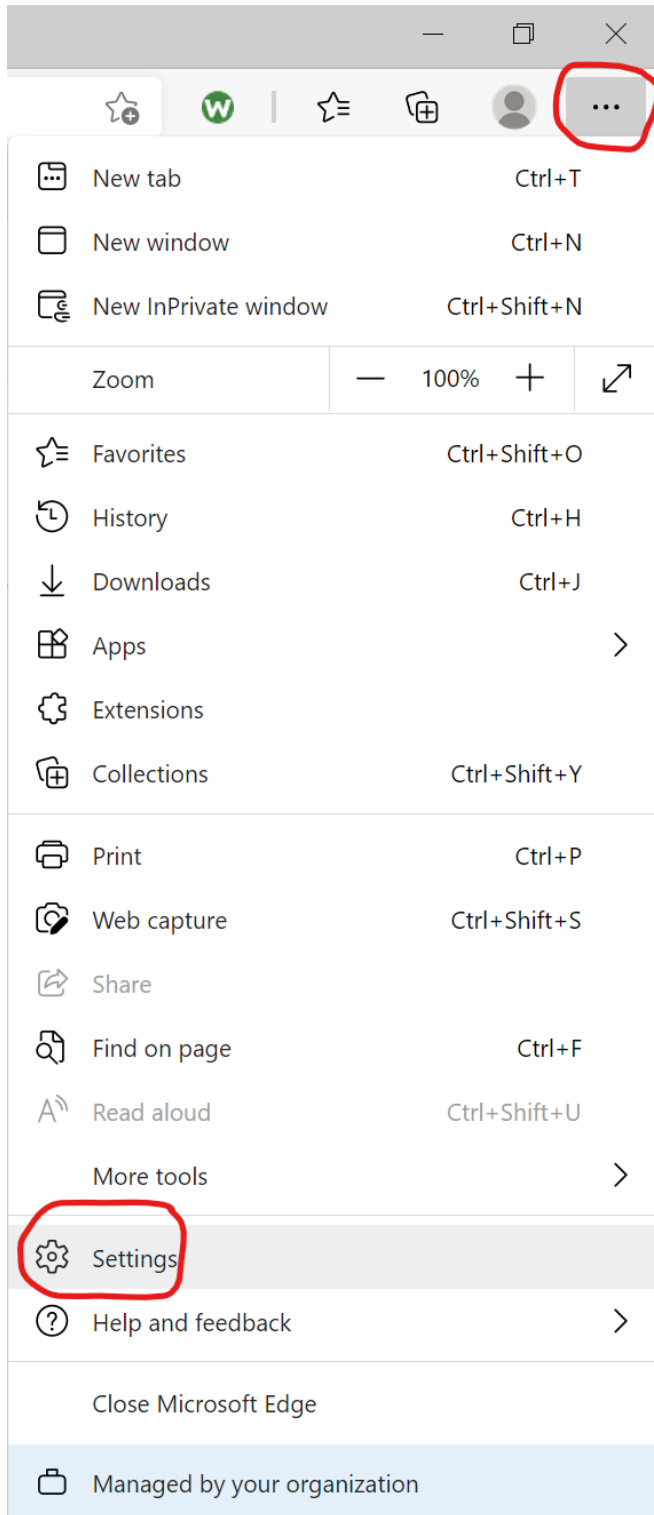 W
New tab Ctrl+T
New window Ctrl+N
New InPrivate window Ctrl+Shift+N
Zoom 100%
Favorites Ctrl+Shift+O
History Ctrl+H
Downloads Ctrl+J
Apps
Extensions
Collections Ctrl+Shift+Y
Print Ctrl+P
Web capture Ctrl+Shift+S
Share
Find on page Ctrl+F
Read aloud Ctrl+Shift+U
More tools
Settings
Help and feedback
Close Microsoft Edge
Managed by your organization